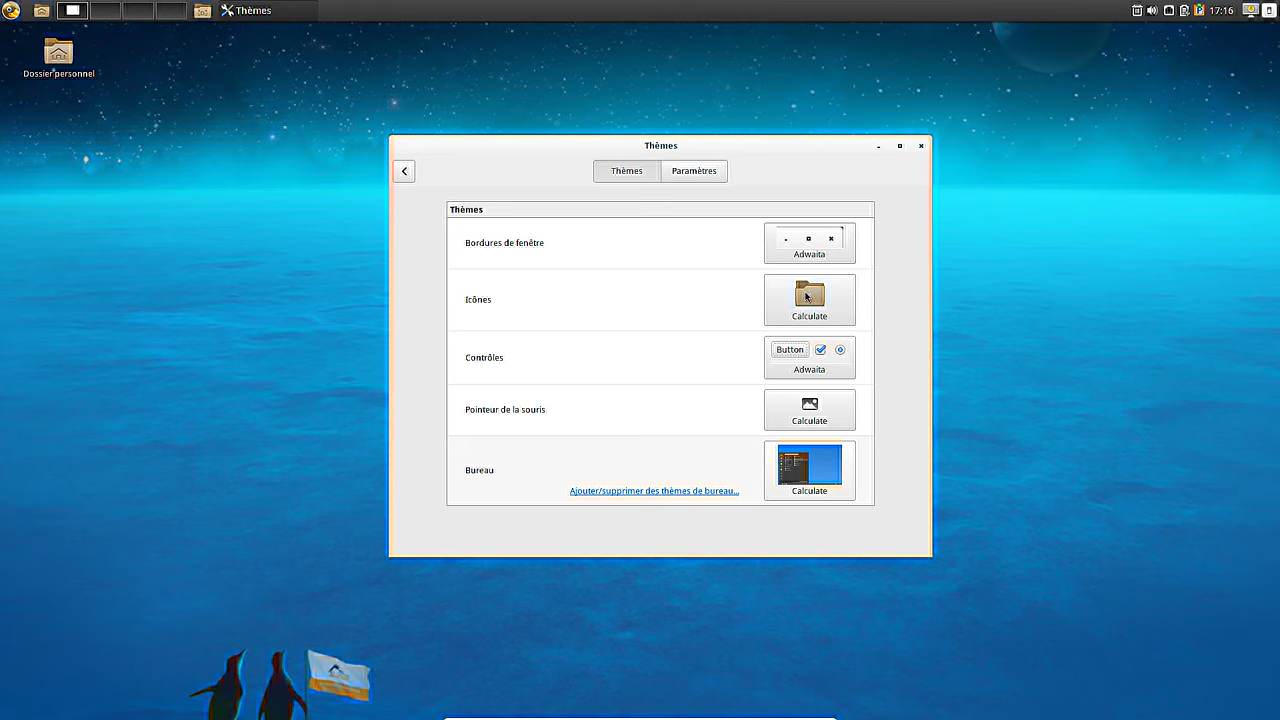 Thèmes
17:16
Dossier personnel
Thèmes
Thèmes
Paramètres
Thèmes
Bordures de fenêtre
Adwaita
Icônes
Calculate
Contrôles
Button
Adwaita
Pointeur de la souris
Calculate
Bureau
Ajouter/supprimer des thèmes de bureau...
Calculate